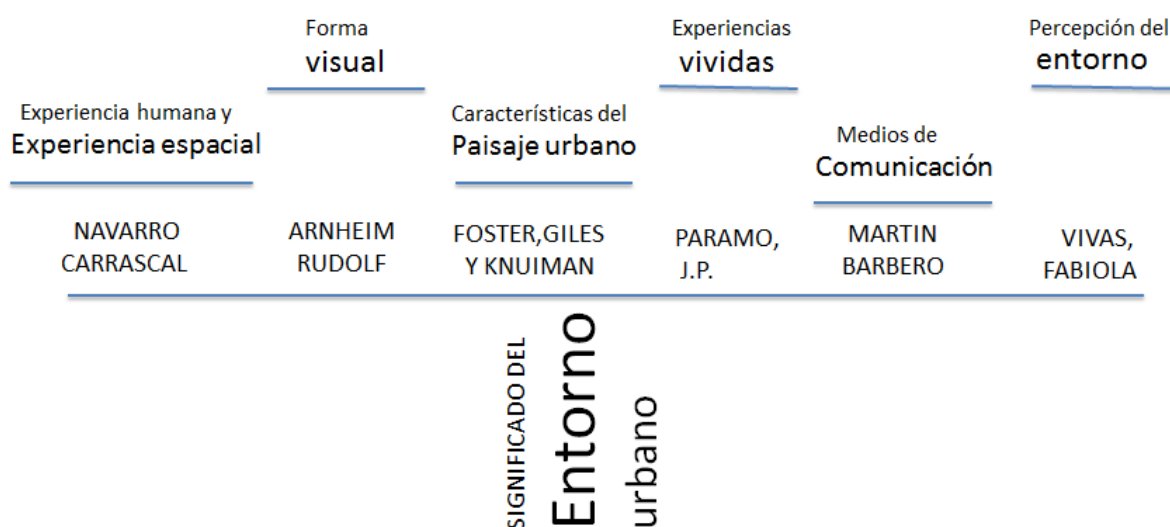 Forma
visual
Experiencias
vividas
Percepción del
entorno
Experiencia humana y
Experiencia espacial
Características del
Paisaje urbano
Medios de
Comunicación
NAVARRO
CARRASCAL
ARNHEIM
RUDOLF
FOSTER,GILES
Y KNUIMAN
PARAMO,
J.P.
MARTIN
BARBERO
VIVAS,
FABIOLA
SIGNIFICADO DEL
Entorno
urbano